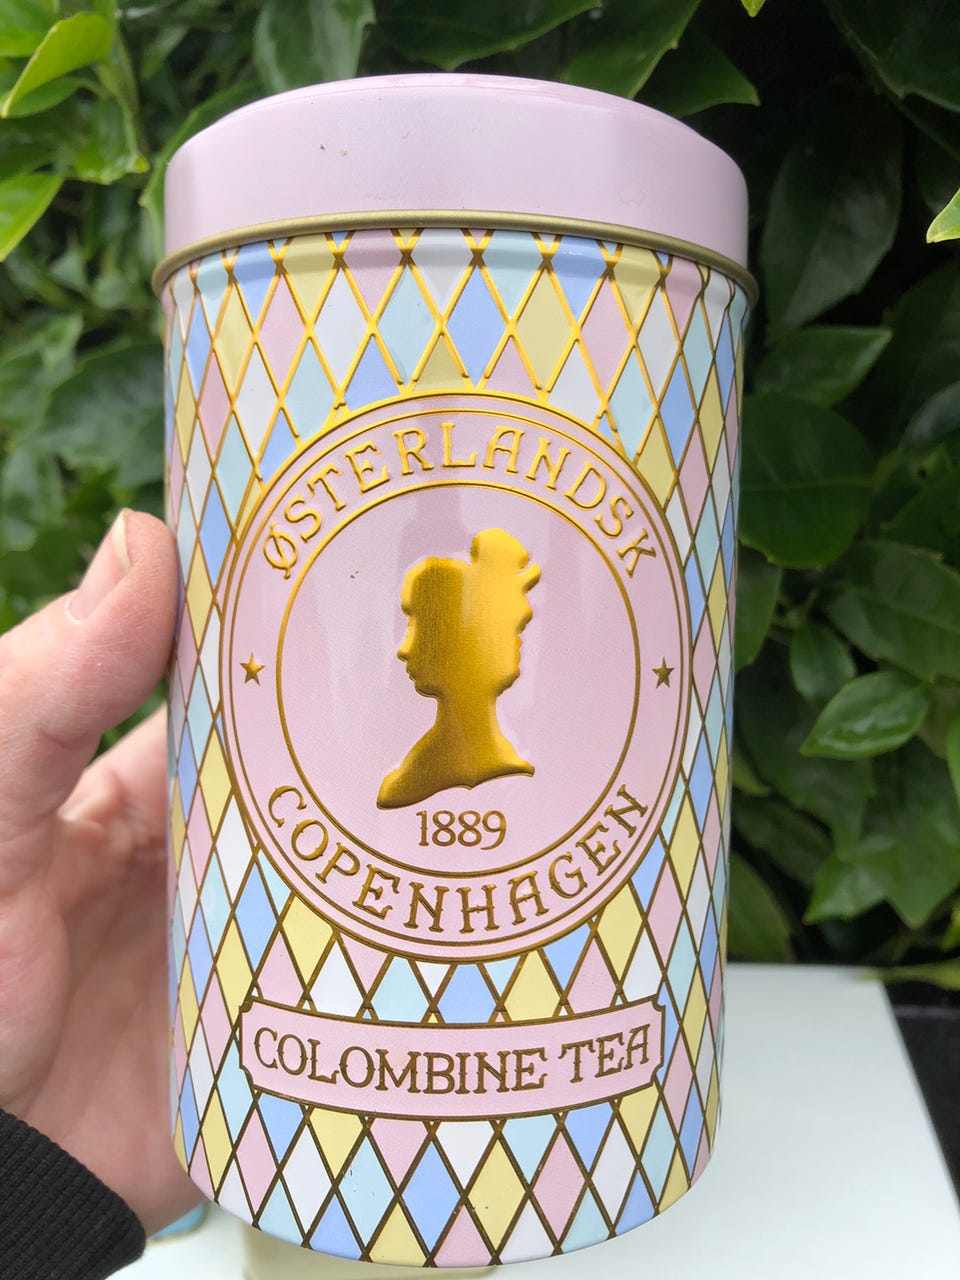 ØSTERLANDSK
1889
COPENHAGEN
COLOMBINE TEA